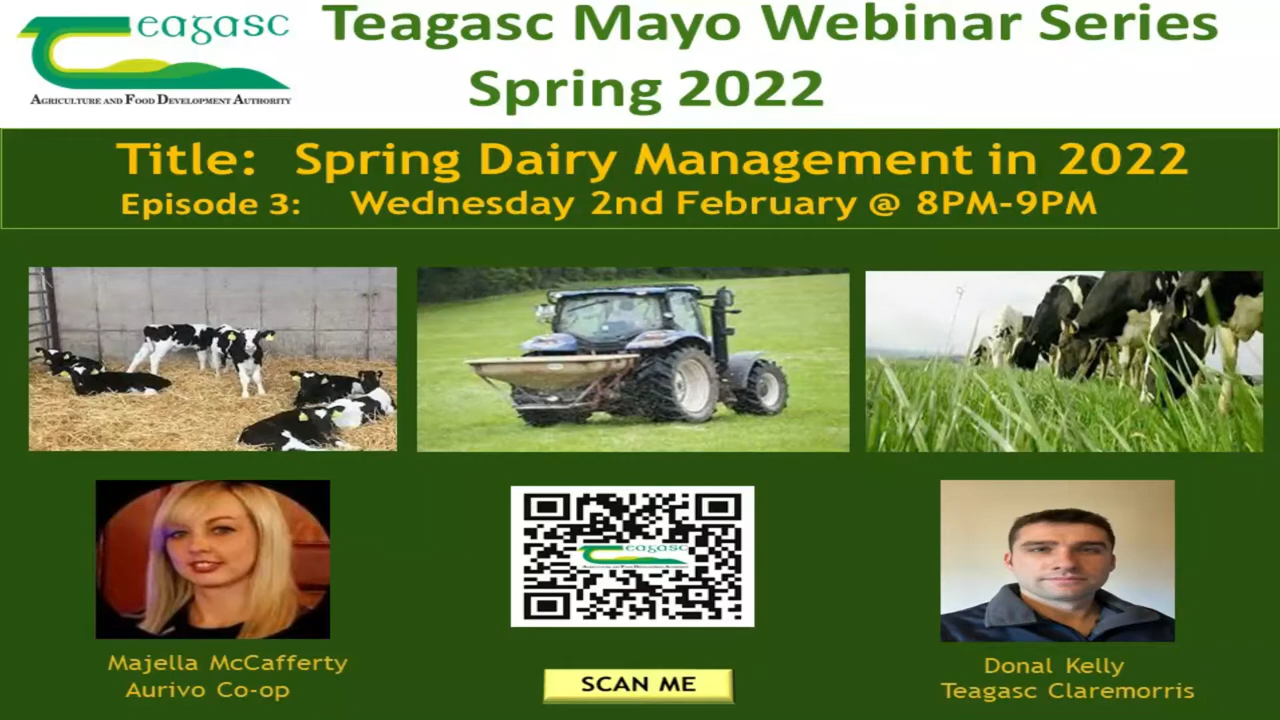 Teagasc
AGRICULTURE AND FOOD DEVELOPMENT AUTHORITY
Teagasc Mayo Webinar Series
Spring 2022
Title: Spring Dairy Management in 2022
Episode 3: Wednesday 2nd February @ 8PM-9PM
eagasc
Majella McCafferty
Aurivo Co-op
SCAN ME
Donal Kelly
Teagasc Claremorris